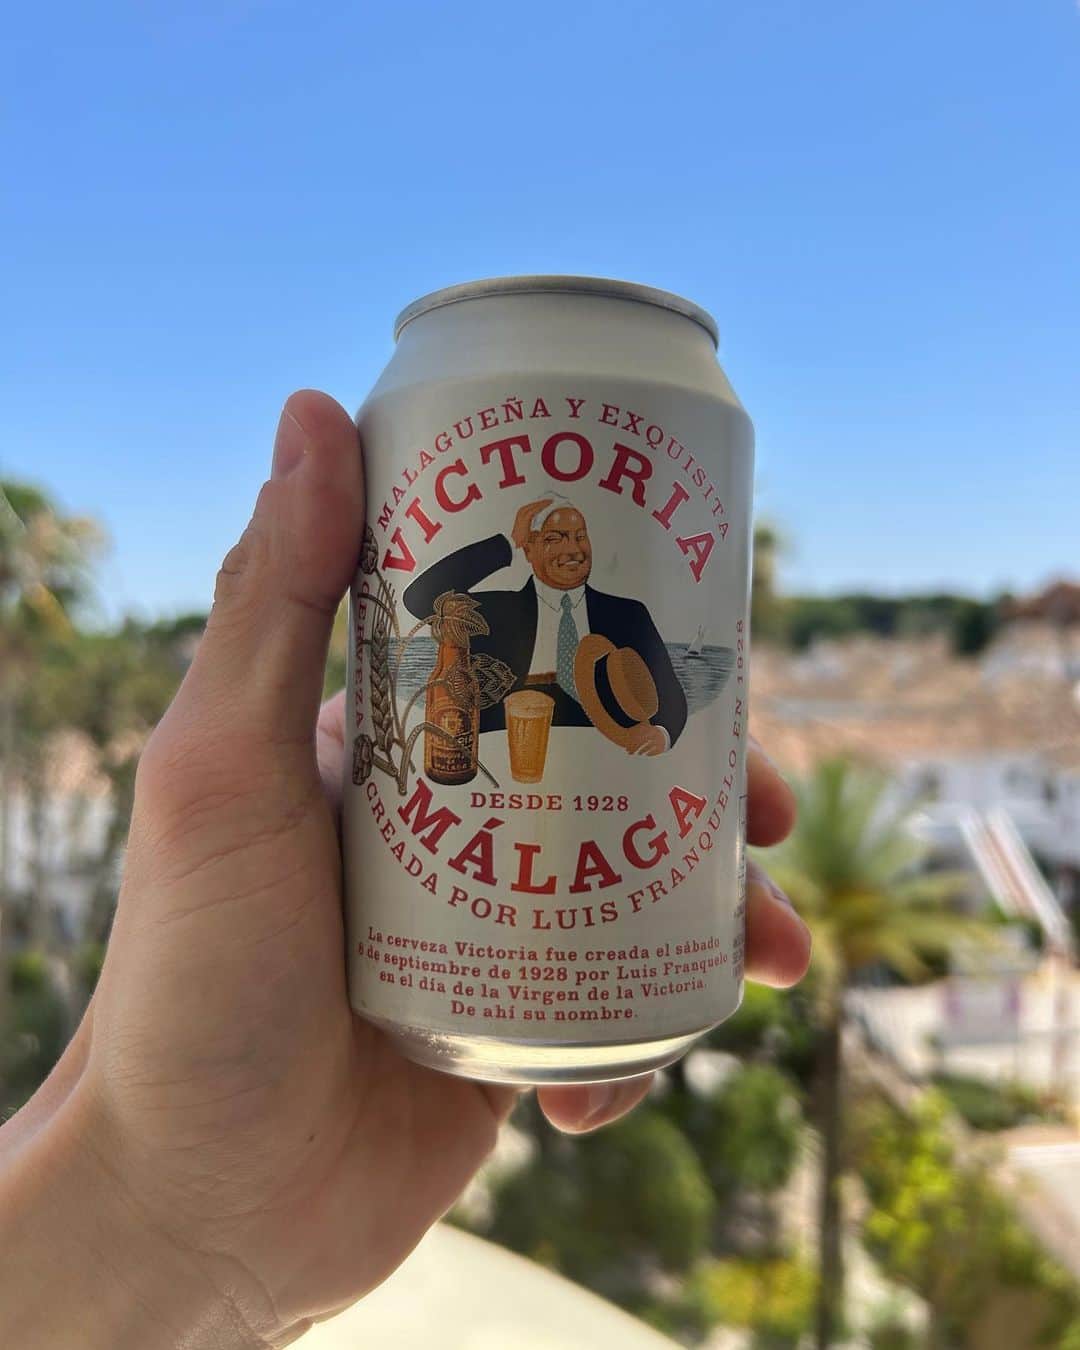 MALAGUEÑA Y EXQUISITA
VICTORIA
CERVEZA
DESDE 1928
MÁLAGA
CREADA POR LUIS FRANQUELO EN 1928
La cerveza Victoria fue creada el sábado
8 de septiembre de 1928 por Luis Franquelo
en el día de la Virgen de la Victoria.
De ahí su nombre.